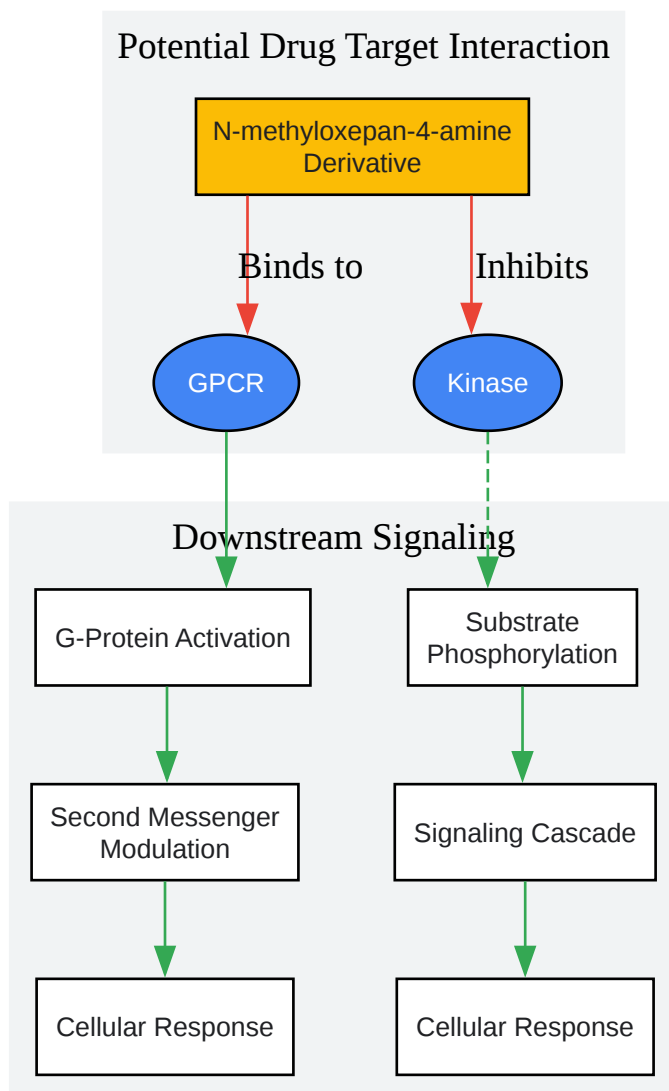 Potential Drug Target Interaction
N-methyloxepan-4-amine
Derivative
Binds to
Inhibits
GPCR
Kinase
Downstream Signaling
G-Protein Activation
Substrate
Phosphorylation
Second Messenger
Modulation
Signaling Cascade
Cellular Response
Cellular Response